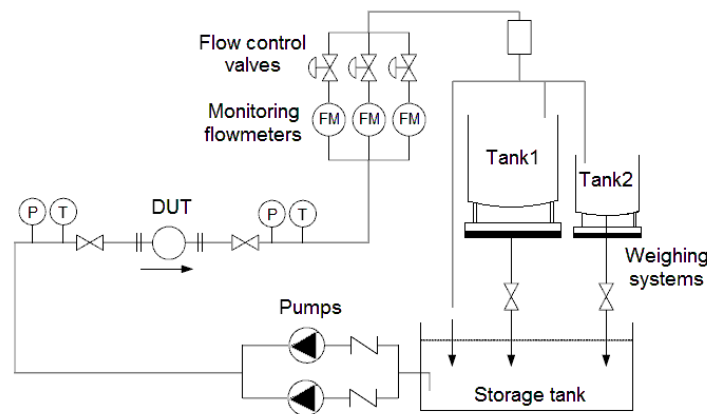 Flow control
valves
Monitoring
flowmeters
FM FM FM
Tank1
Tank2
P T
DUT
P T
Weighing
systems
Pumps
Storage tank